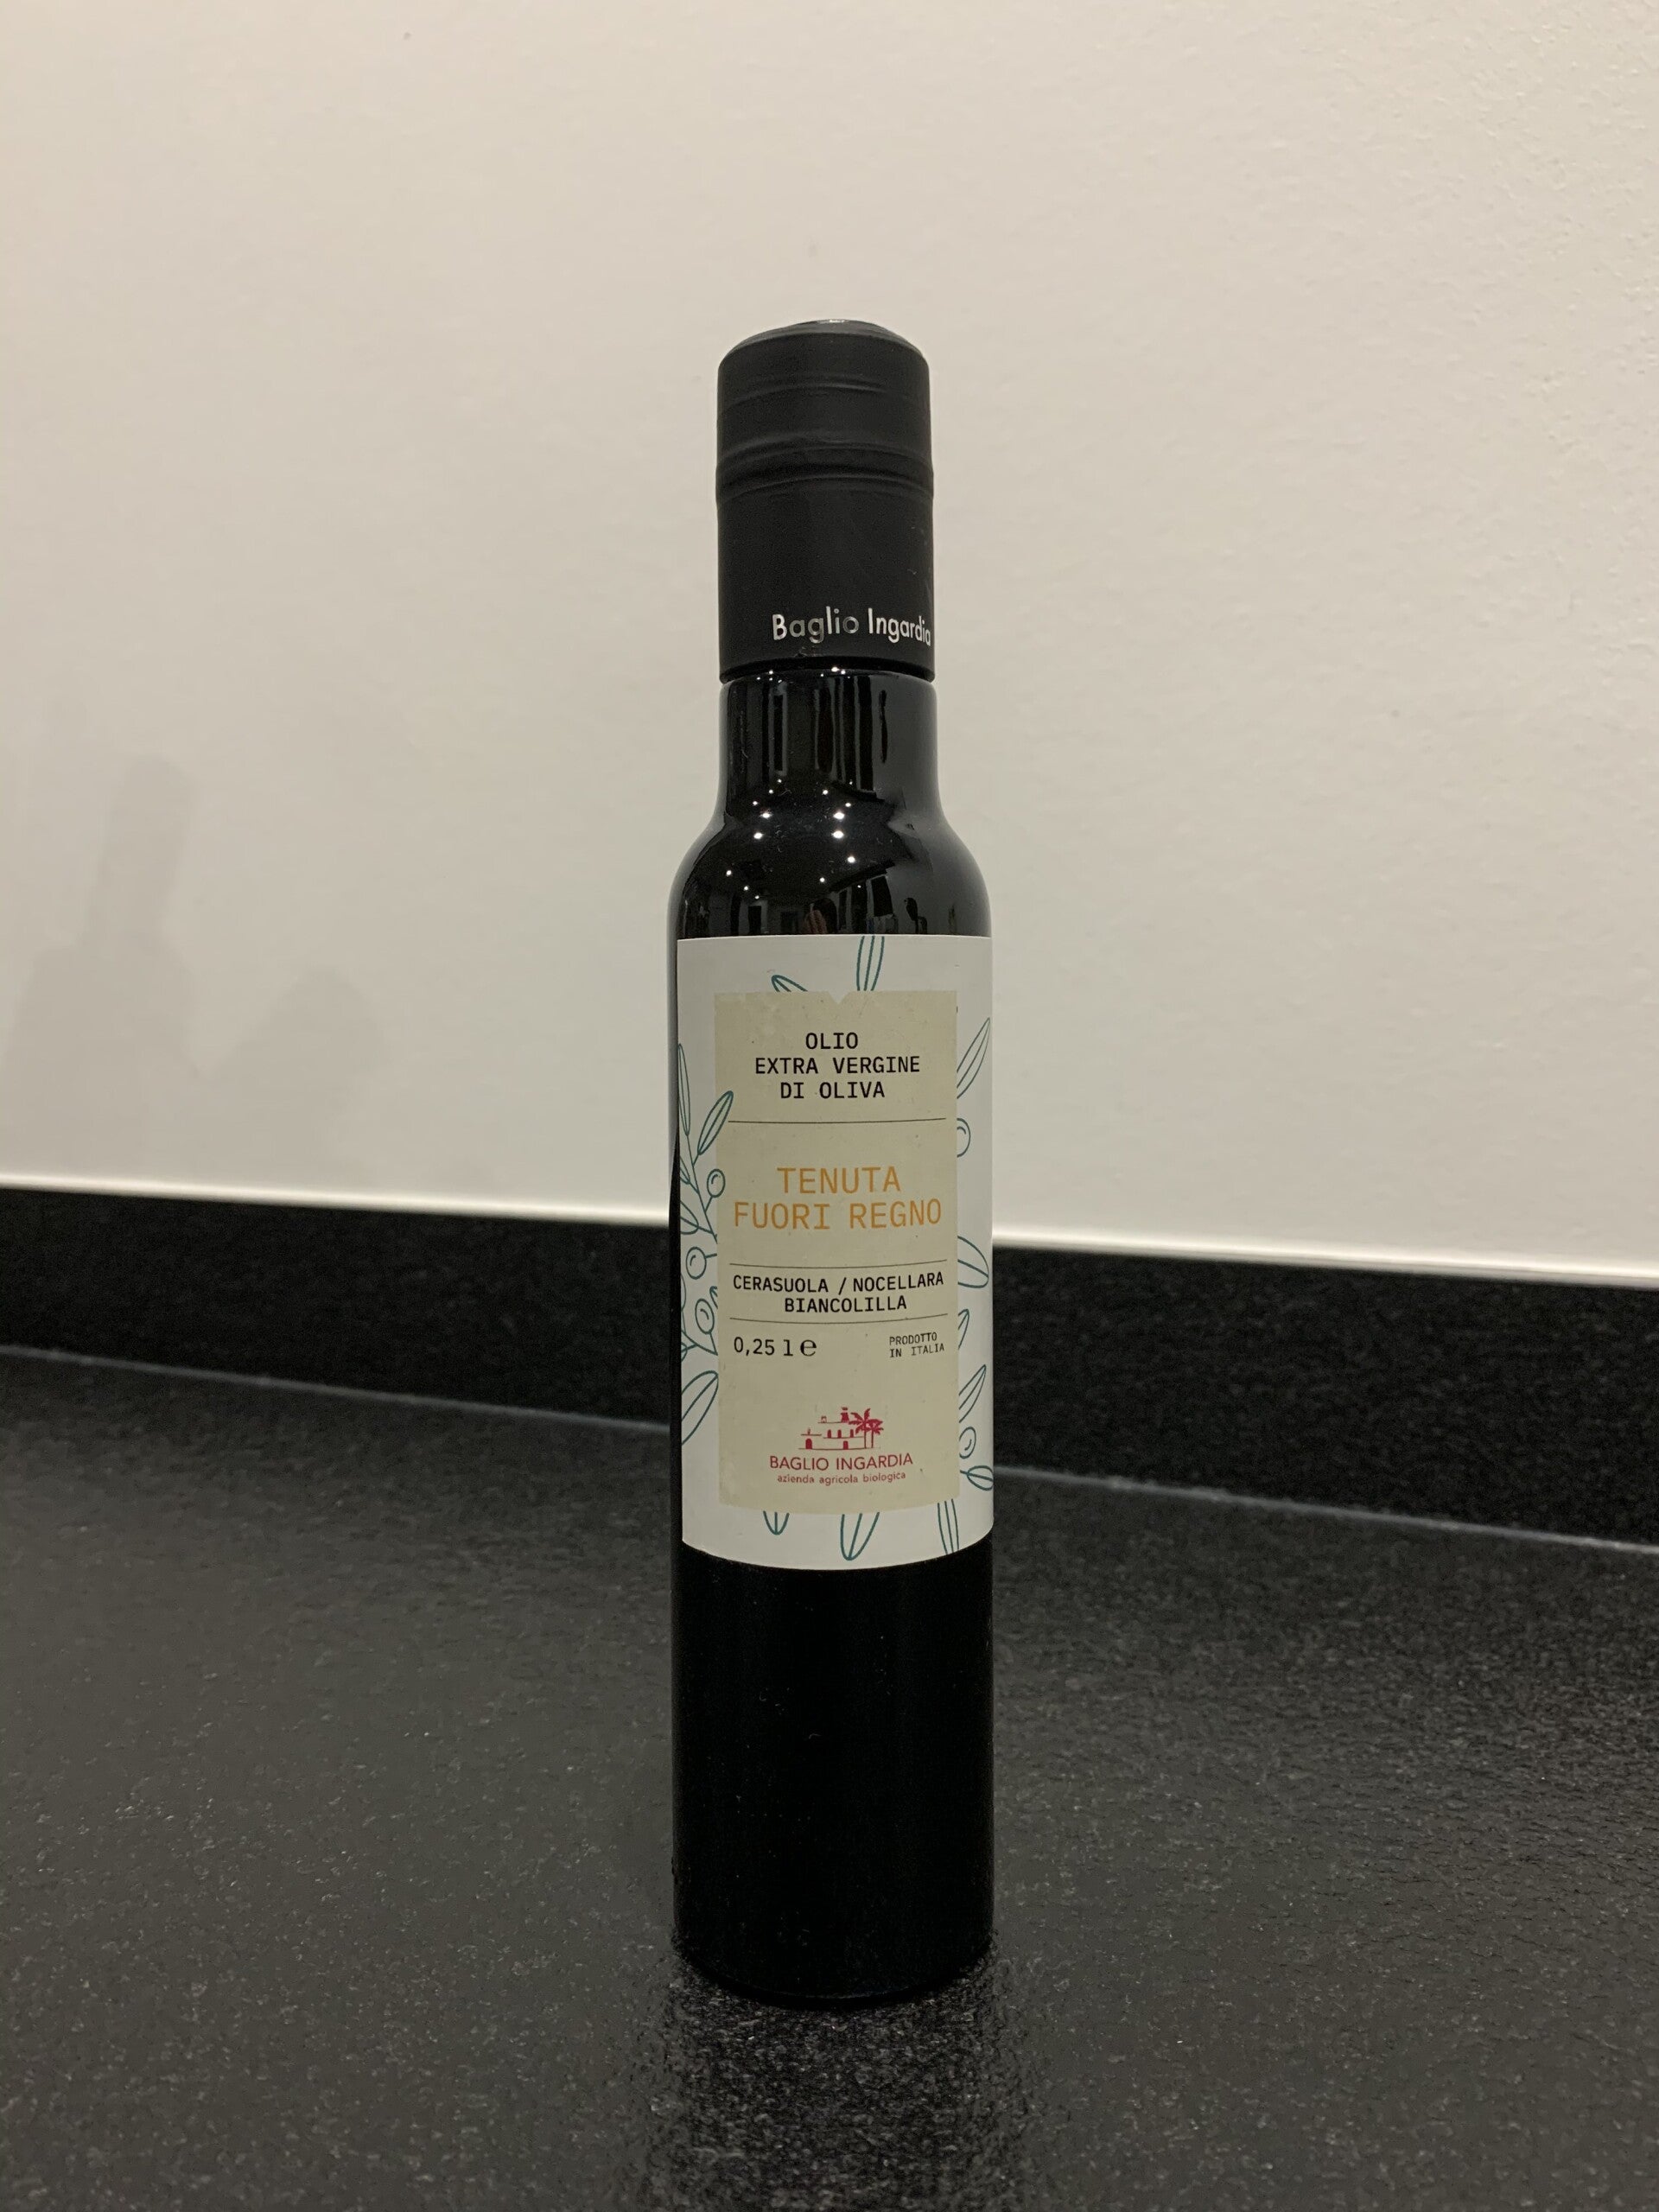 Baglio Ingardia
OLIO
EXTRA VERGINE
DI OLIVA
TENUTA
FUORI REGNO
CERASUOLA / NOCELLARA
BIANCOLILLA
0,25 l e
PRODOTTO
IN ITALIA
BAGLIO INGARDIA
azienda agricola biologica